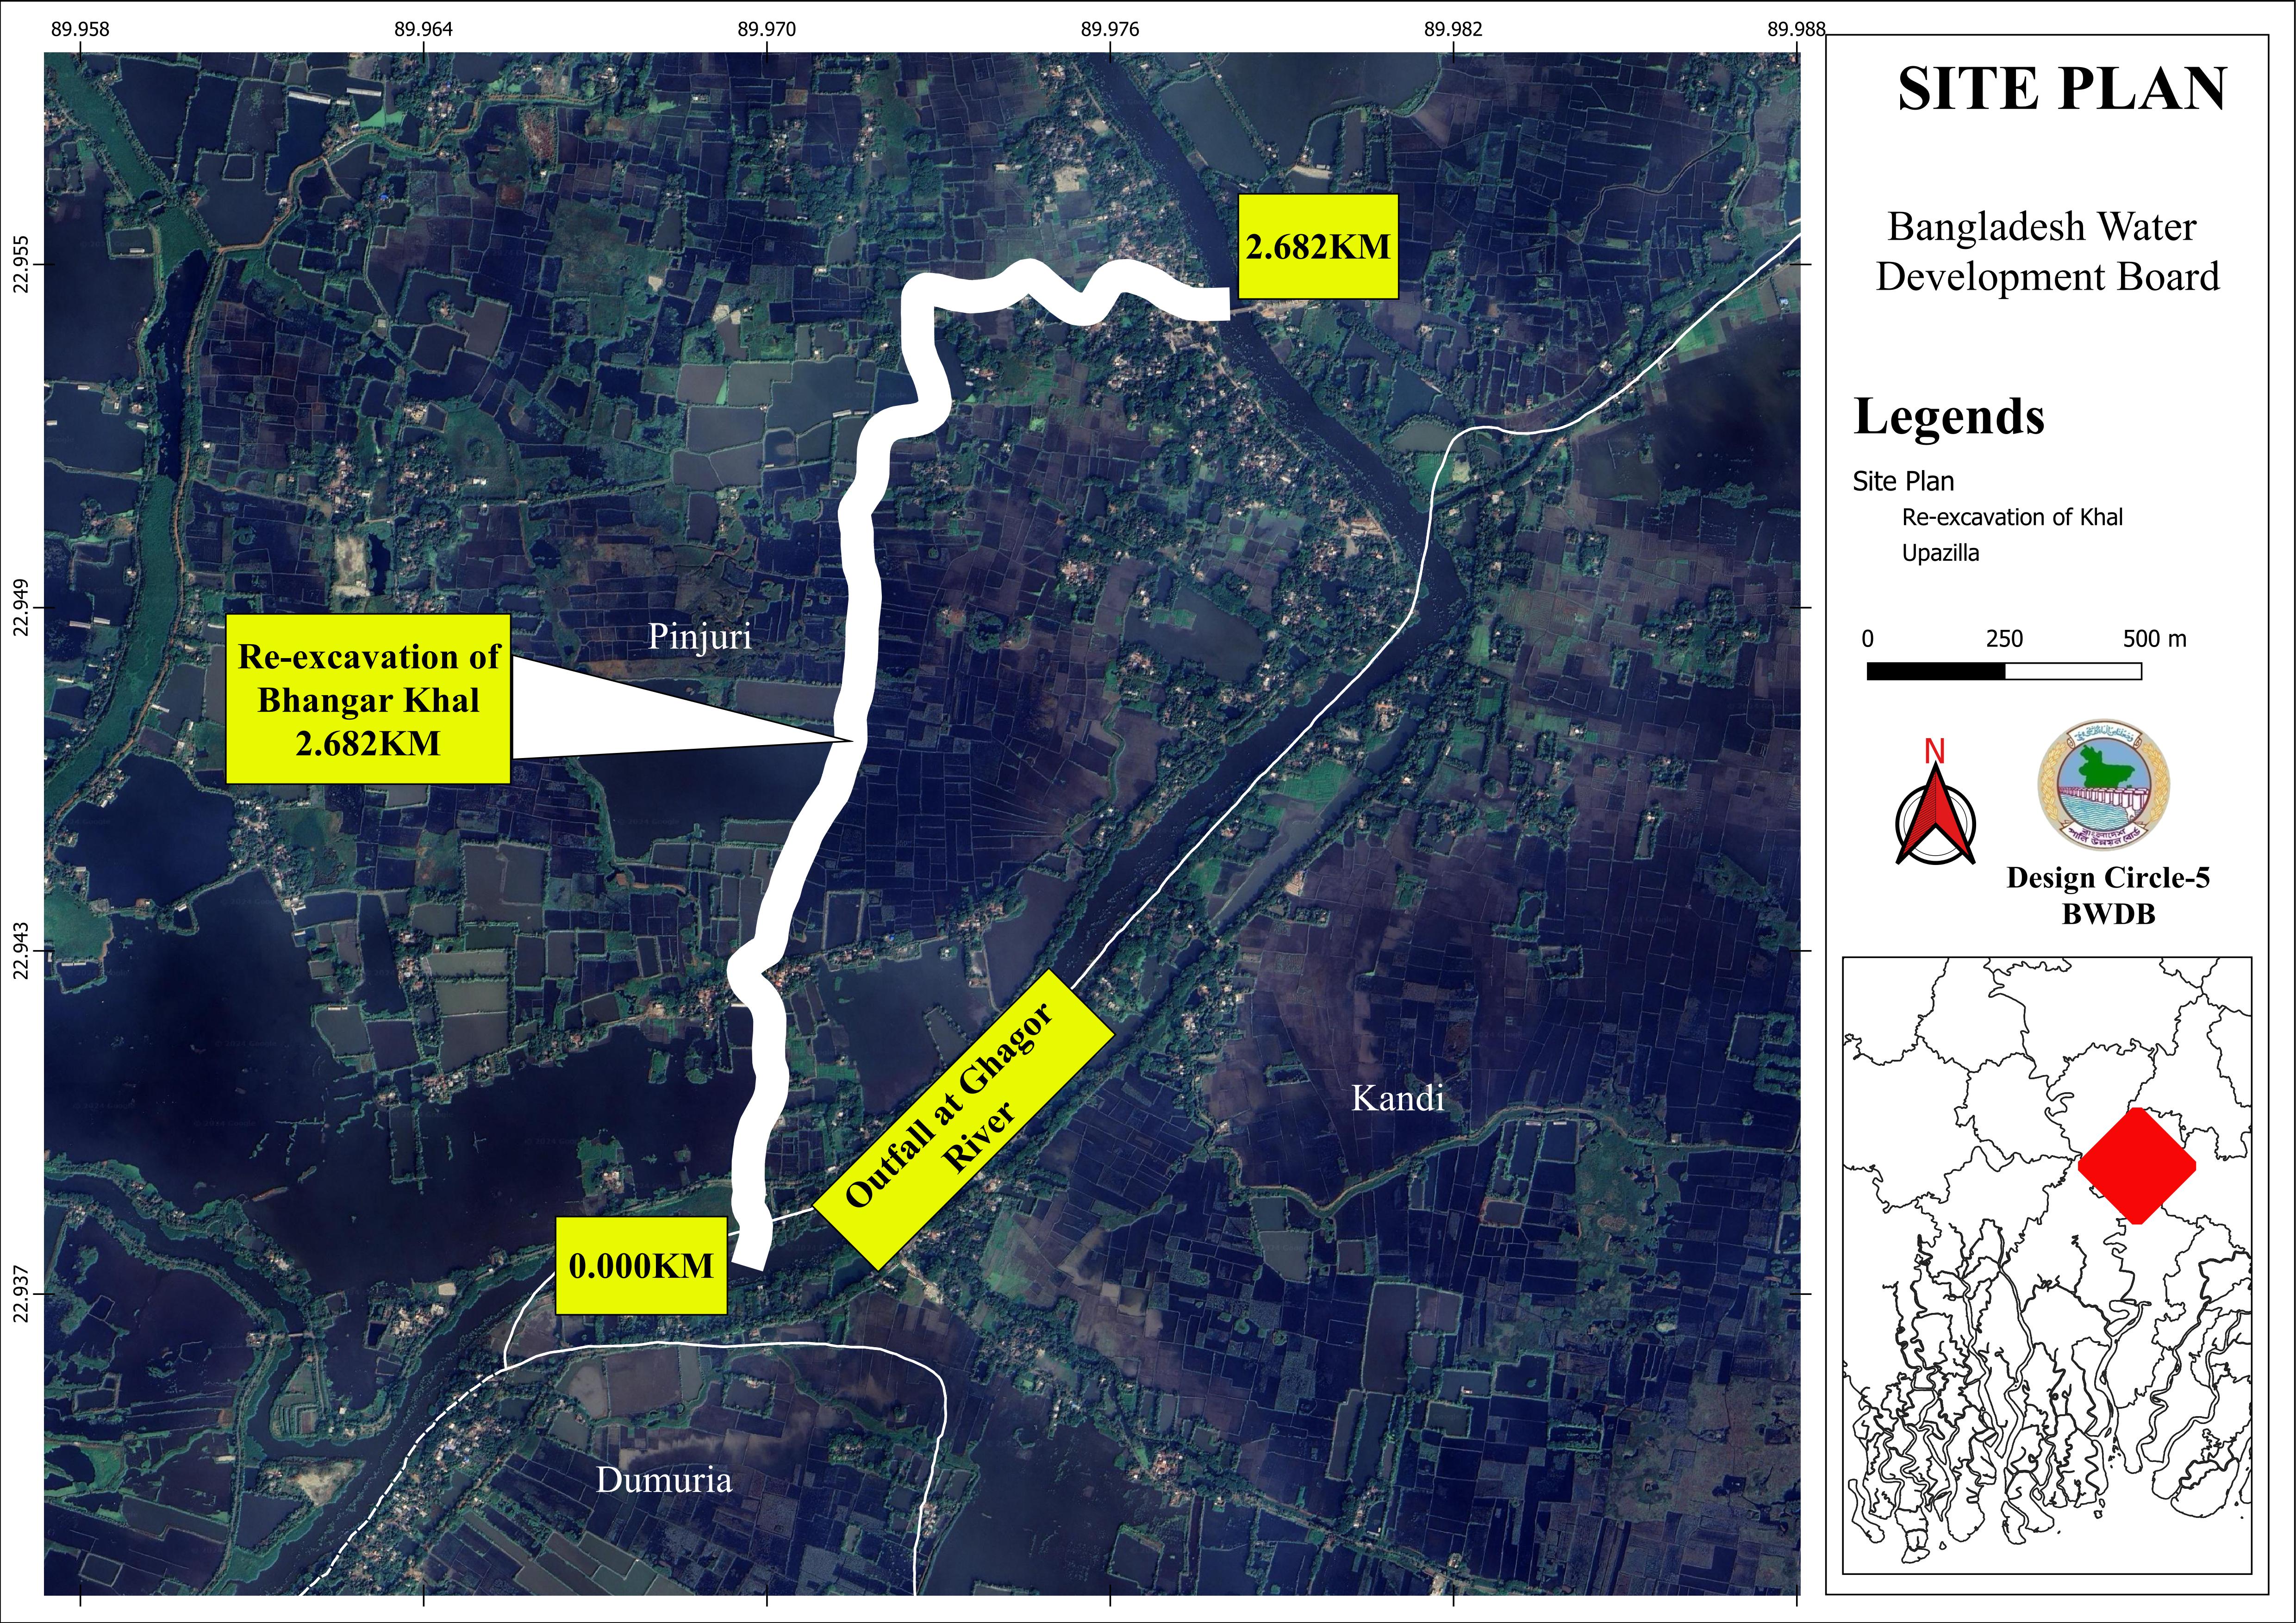 89.958
89.964
89.970
89.976
89.982
89.988
22.955
22.949
22.943
22.937
2.682KM
Re-excavation of
Bhangar Khal
2.682KM
Pinjuri
Outfall at Ghagor
River
Kandi
0.000KM
Dumuria
SITE PLAN
Bangladesh Water
Development Board
Legends
Site Plan
Re-excavation of Khal
Upazilla
0 250 500 m
N
Design Circle-5
BWDB